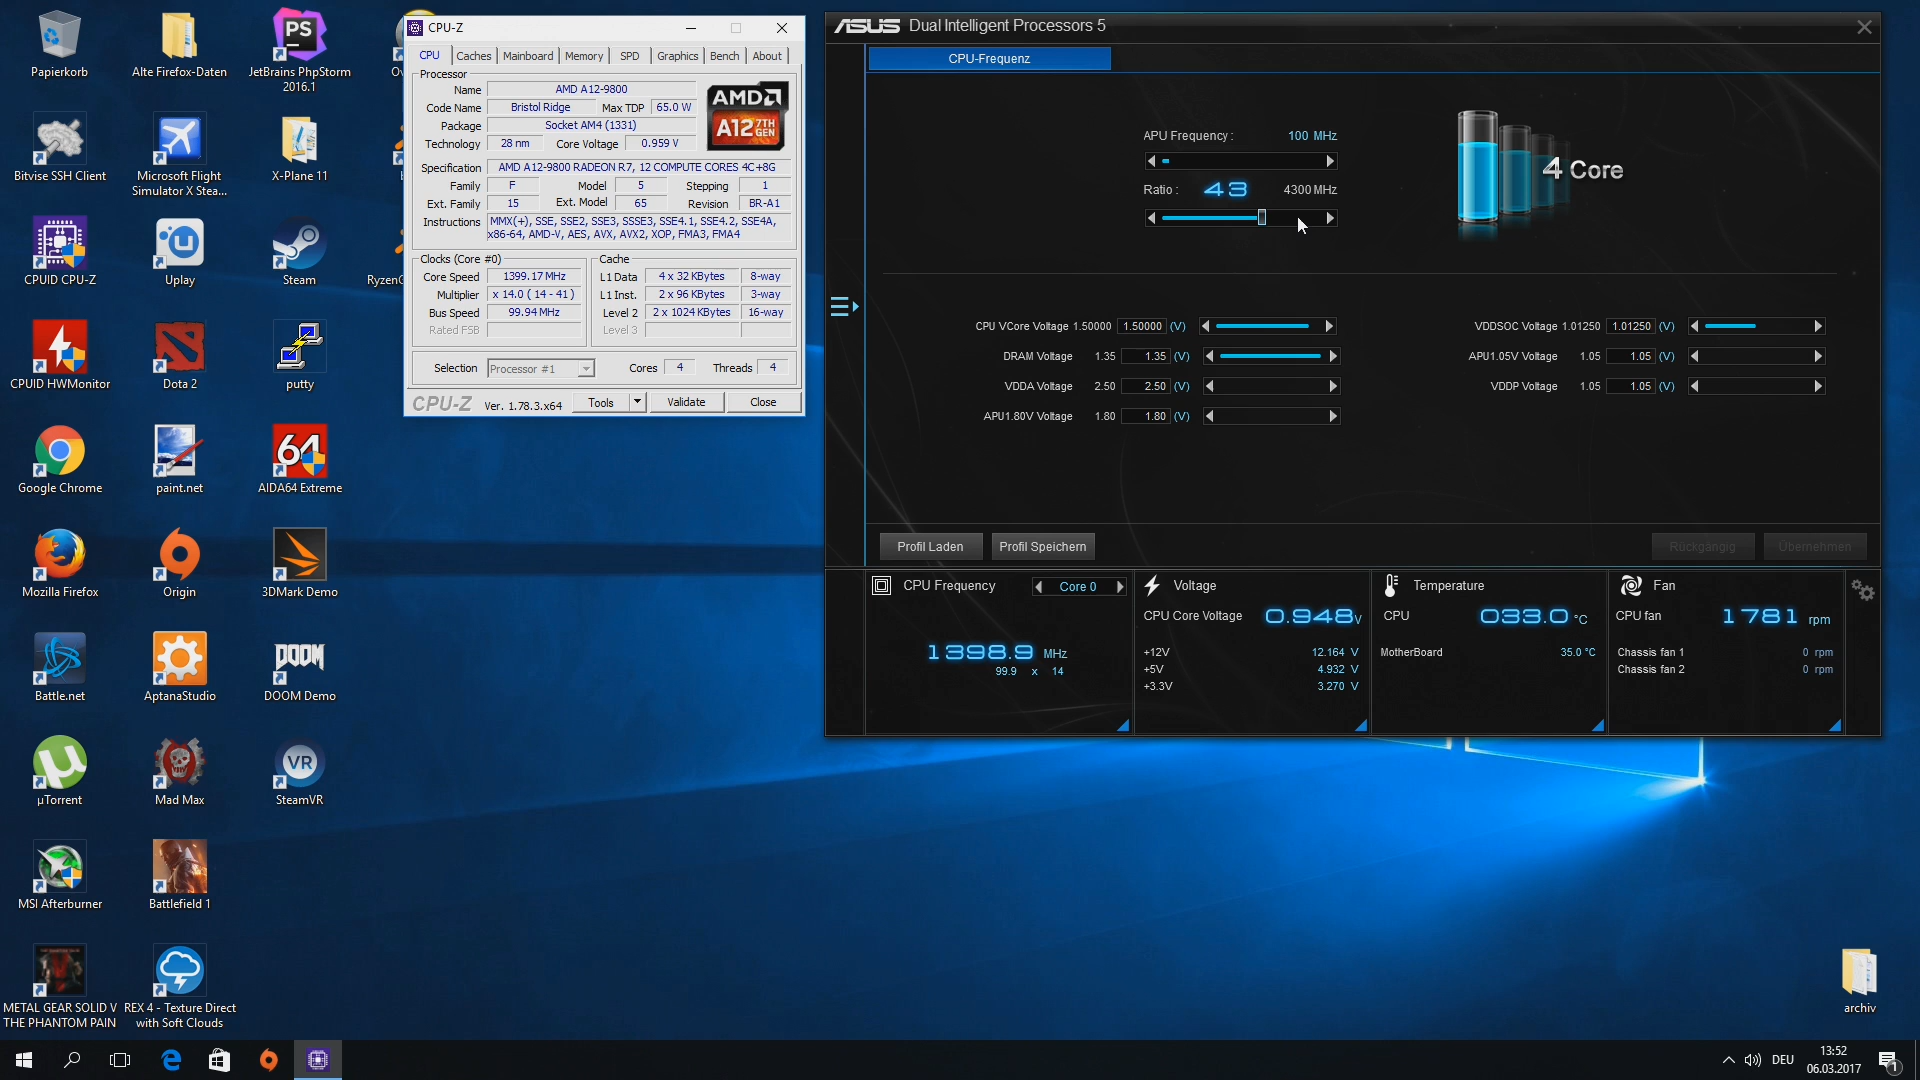 Papierkorb
Alte Firefox-Daten
JetBrains PhpStorm
2016.1
Bitvise SSH Client
Microsoft Flight
Simulator X Stea...
X-Plane 11
CPUID CPU-Z
Uplay
Steam
CPUID HWMonitor
Dota 2
putty
Google Chrome
paint.net
64
AIDA64 Extreme
Mozilla Firefox
Origin
3DMark Demo
Battle.net
AptanaStudio
DOOM
DOOM Demo
µTorrent
Mad Max
VR
SteamVR
MSI Afterburner
Battlefield 1
METAL GEAR SOLID V
THE PHANTOM PAIN
REX 4 - Texture Direct
with Soft Clouds
archiv
PS
CPU-Z
CPU Caches Mainboard Memory SPD Graphics Bench About
Processor
Name AMD A12-9800
Code Name Bristol Ridge Max TDP 65.0 W
Package Socket AM4 (1331)
Technology 28 nm Core Voltage 0.959 V
AMD
A12 7TH GEN
Specification AMD A12-9800 RADEON R7, 12 COMPUTE CORES 4C+8G
Family F Model 5 Stepping 1
Ext. Family 15 Ext. Model 65 Revision BR-A1
Instructions MMX(+), SSE, SSE2, SSE3, SSSE3, SSE4.1, SSE4.2, SSE4A,
x86-64, AMD-V, AES, AVX, AVX2, XOP, FMA3, FMA4
Clocks (Core #0)
Core Speed 1399.17 MHz
Multiplier x 14.0 ( 14 - 41 )
Bus Speed 99.94 MHz
Rated FSB
Cache
L1 Data 4 x 32 KBytes 8-way
L1 Inst. 2 x 96 KBytes 3-way
Level 2 2 x 1024 KBytes 16-way
Level 3
Selection Processor #1 Cores 4 Threads 4
CPU-Z Ver. 1.78.3.x64 Tools Validate Close
ASUS Dual Intelligent Processors 5
CPU-Frequenz
APU Frequency : 100 MHz
Ratio : 43 4300 MHz
4 Core
CPU VCore Voltage 1.50000 1.50000 (V)
DRAM Voltage 1.35 1.35 (V)
VDDA Voltage 2.50 2.50 (V)
APU1.80V Voltage 1.80 1.80 (V)
VDDSOC Voltage 1.01250 1.01250 (V)
APU1.05V Voltage 1.05 1.05 (V)
VDDP Voltage 1.05 1.05 (V)
Profil Laden Profil Speichern Rückgängig Übernehmen
CPU Frequency Core 0
1398.9 MHz
99.9 x 14
Voltage
CPU Core Voltage 0.948 V
+12V 12.164 V
+5V 4.932 V
+3.3V 3.270 V
Temperature
CPU 033.0 °C
MotherBoard 35.0 °C
Fan
CPU fan 1781 rpm
Chassis fan 1 0 rpm
Chassis fan 2 0 rpm
DEU
13:52
06.03.2017
1